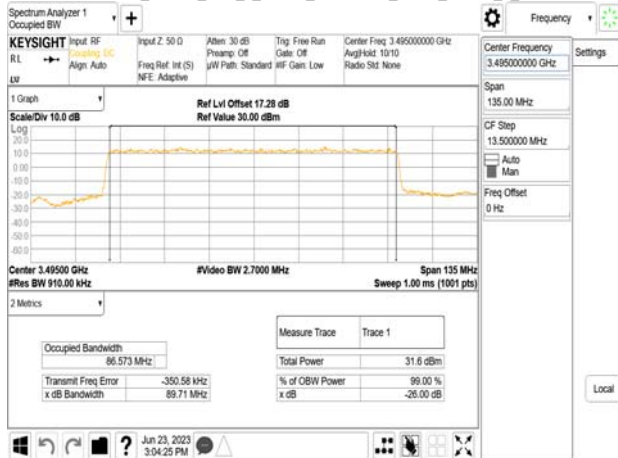 Spectrum Analyzer 1
Occupied BW
+
Frequency
KEYSIGHT
RL
Input: RF
Coupling: DC
Align: Auto
Input Z: 50 Ω
Freq Ref: Int (S)
NFE: Adaptive
Atten: 30 dB
Preamp: Off
µW Path: Standard
Trig: Free Run
Gate: Off
#IF Gain: Low
Center Freq: 3.495000000 GHz
Avg|Hold: 10/10
Radio Std: None
Center Frequency
3.495000000 GHz
Settings
Span
135.00 MHz
CF Step
13.500000 MHz
Auto
Man
Freq Offset
0 Hz
Local
1 Graph
Scale/Div 10.0 dB
Ref Lvl Offset 17.28 dB
Ref Value 30.00 dBm
Log
20.0
10.0
0.00
-10.0
-20.0
-30.0
-40.0
-50.0
-60.0
Center 3.49500 GHz
#Res BW 910.00 kHz
#Video BW 2.7000 MHz
Span 135 MHz
Sweep 1.00 ms (1001 pts)
2 Metrics
Measure Trace Trace 1
Occupied Bandwidth
86.573 MHz
Total Power 31.6 dBm
Transmit Freq Error -350.58 kHz
% of OBW Power 99.00 %
x dB Bandwidth 89.71 MHz
x dB -26.00 dB
?
Jun 23, 2023
3:04:25 PM